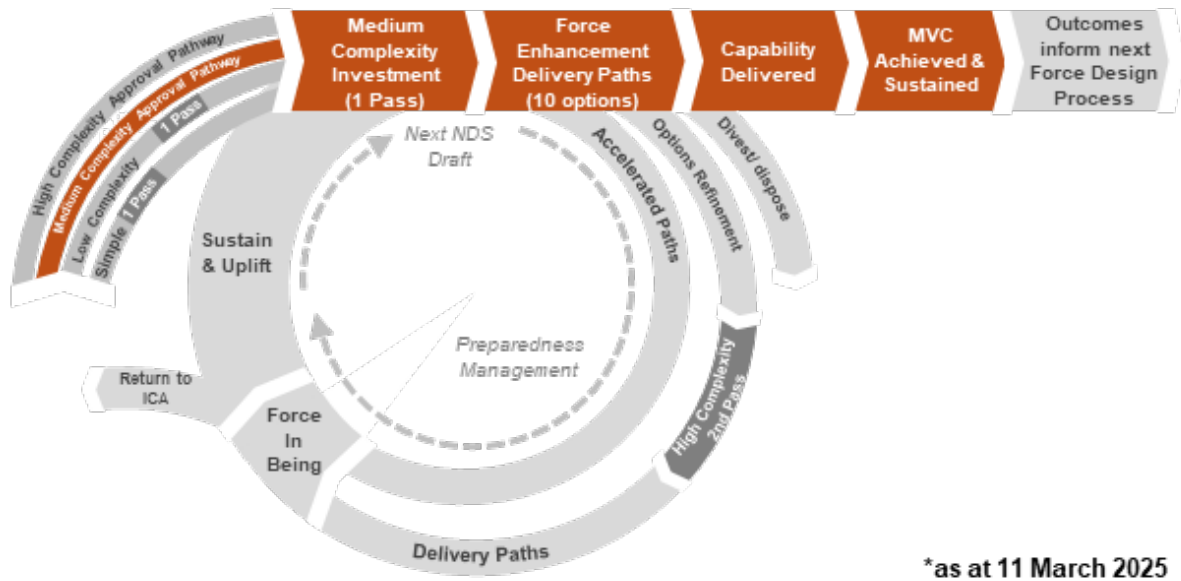 High Complexity Approval Pathway
Medium Complexity Approval Pathway
Low Complexity
1 Pass
Simple
1 Pass
Medium
Complexity
Investment
(1 Pass)
Force
Enhancement
Delivery Paths
(10 options)
Capability
Delivered
MVC
Achieved &
Sustained
Outcomes
inform next
Force Design
Process
Next NDS
Draft
Accelerated Paths
Options Refinement
Divest/ dispose
Sustain
& Uplift
Preparedness
Management
High Complexity
2nd Pass
Return to
ICA
Force
In
Being
Delivery Paths
*as at 11 March 2025